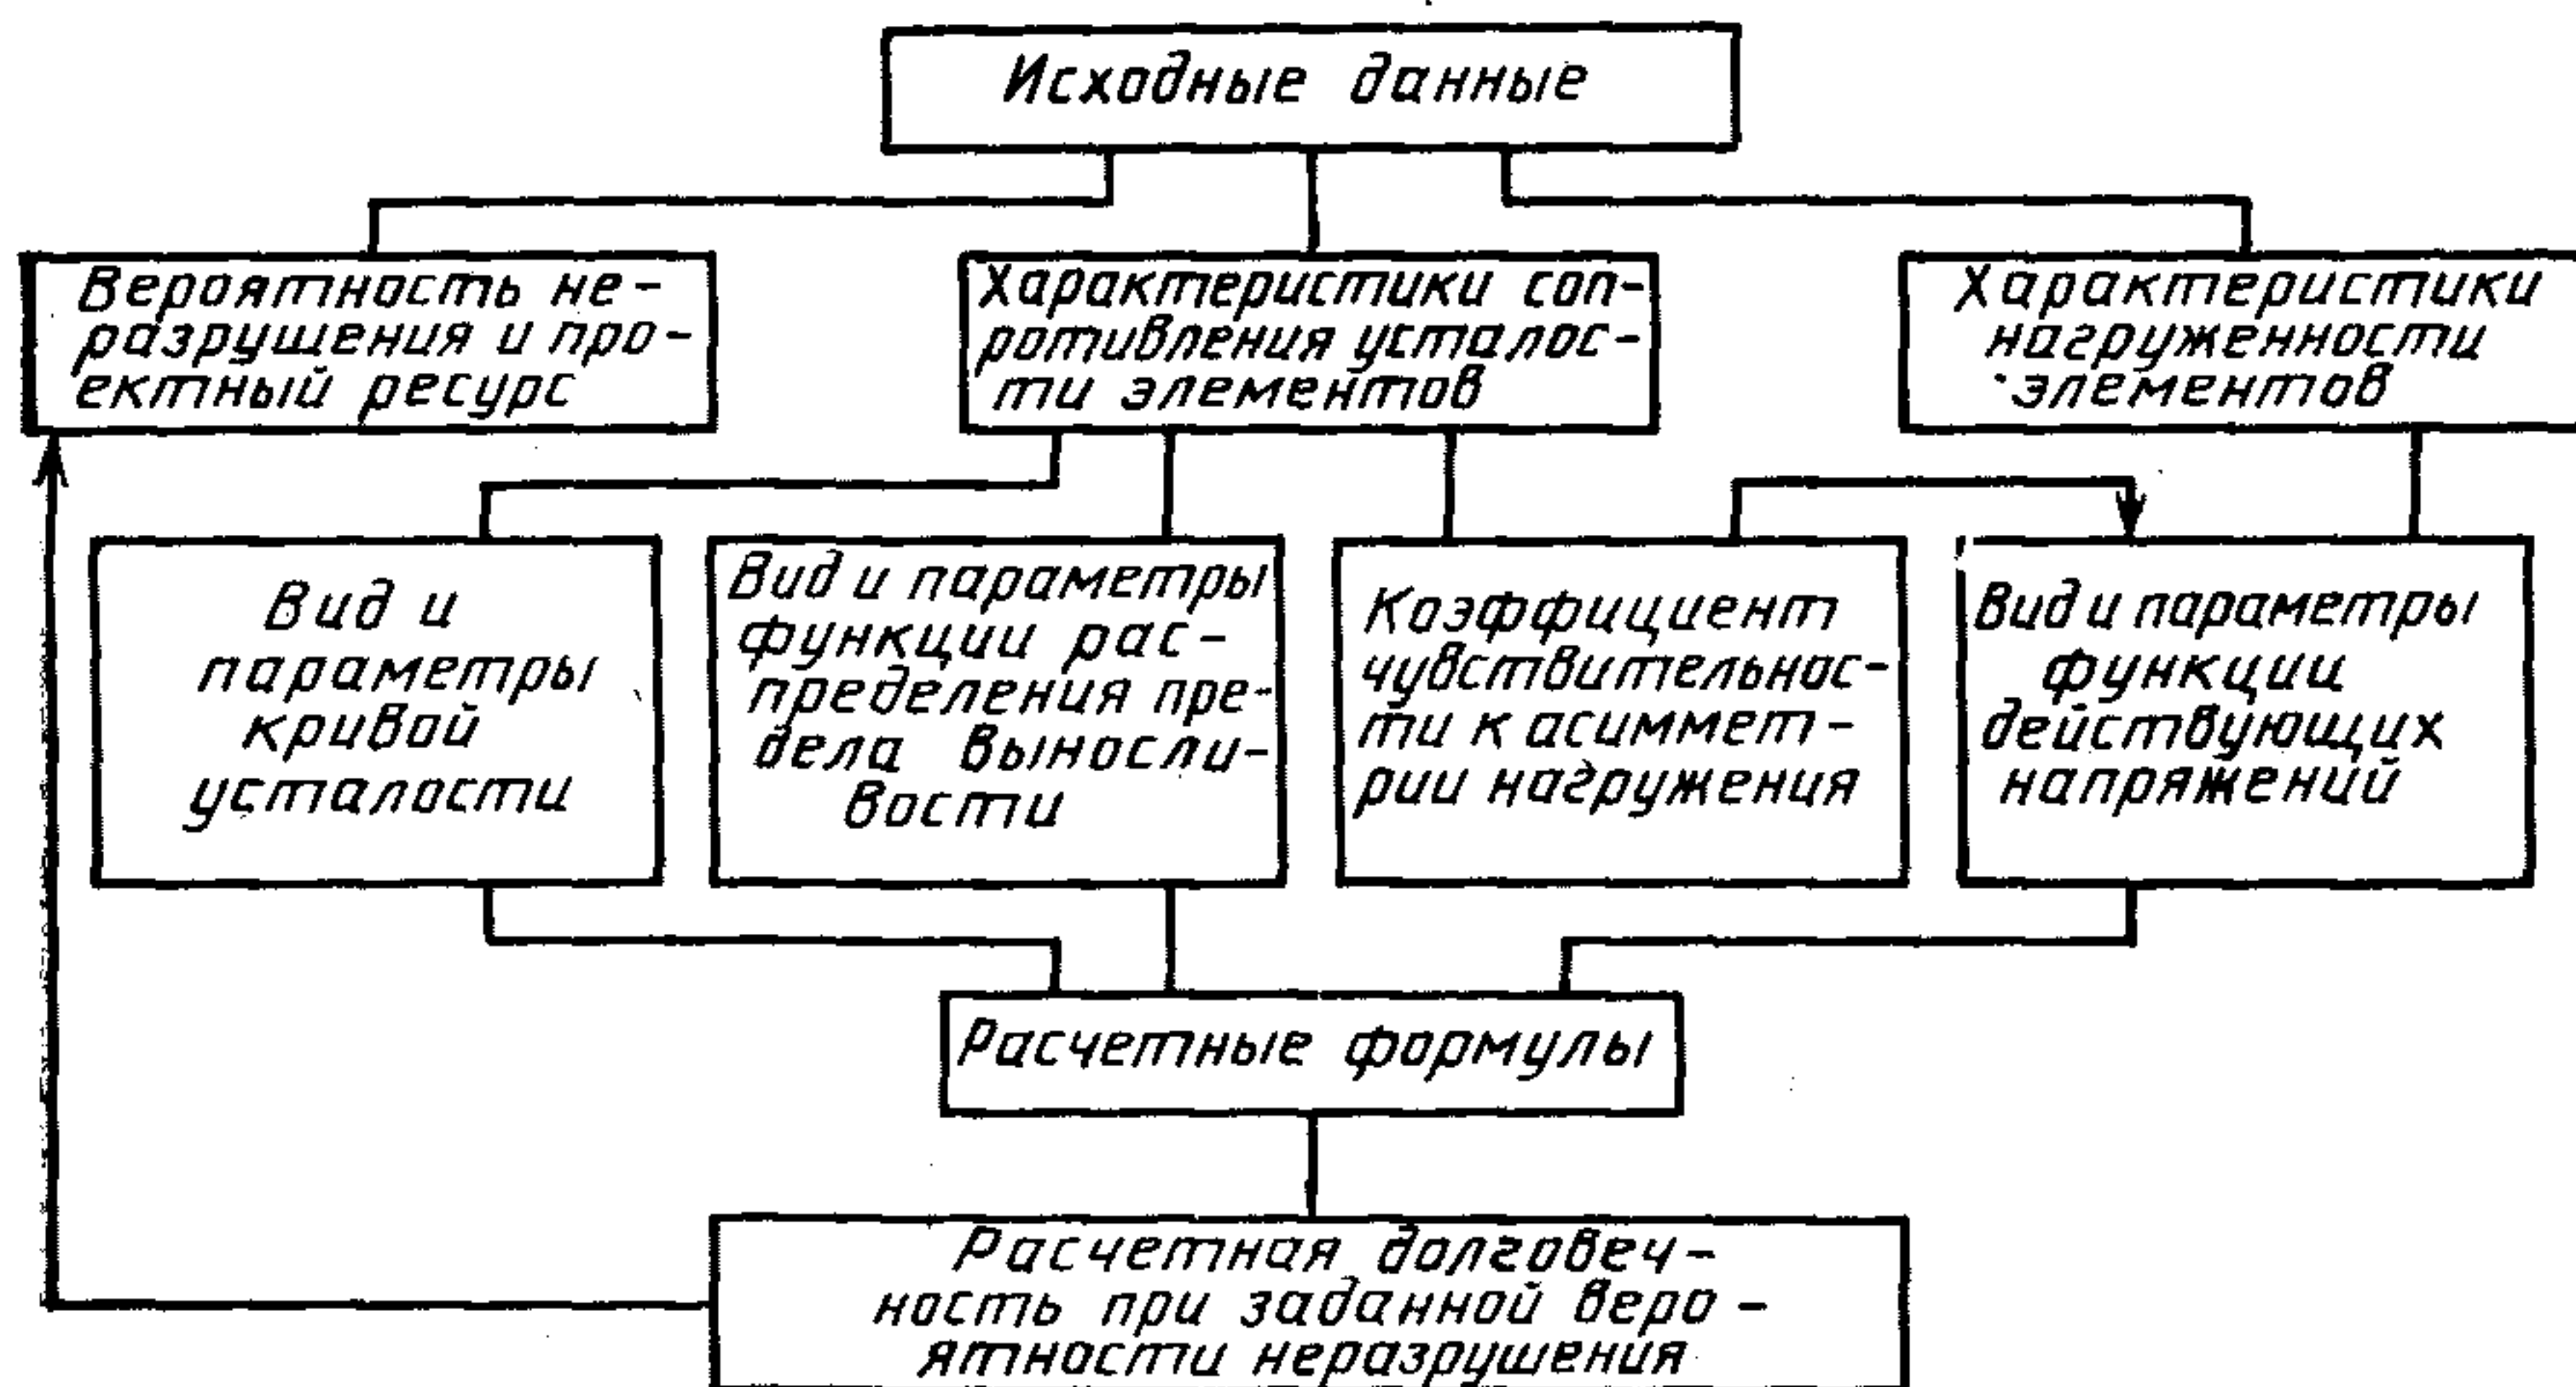 Исходные данные
Вероятность не-
разрушения и про-
ектный ресурс
Характеристики соп-
ротивления усталос-
ти элементов
Характеристики
нагруженности
элементов
Вид и
параметры
кривой
усталости
Вид и параметры
функции рас-
пределения пре-
дела выносли-
вости
Коэффициент
чувствительнос-
ти к асиммет-
рии нагружения
Вид и параметры
функции
действующих
напряжений
Расчетные формулы
Расчетная долговеч-
ность при заданной веро-
ятности неразрушения